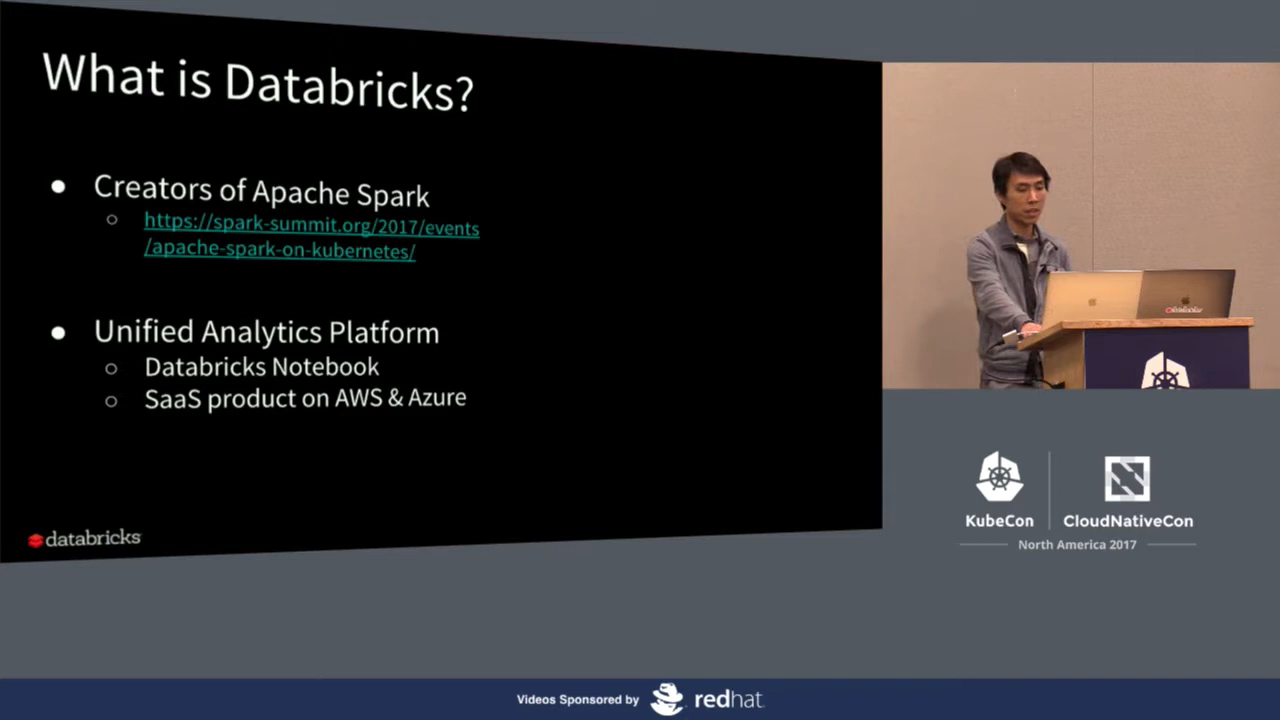 What is Databricks?
Creators of Apache Spark
https://spark-summit.org/2017/events
/apache-spark-on-kubernetes/
Unified Analytics Platform
Databricks Notebook
SaaS product on AWS & Azure
databricks
KubeCon
CloudNativeCon
North America 2017
Videos Sponsored by
redhat